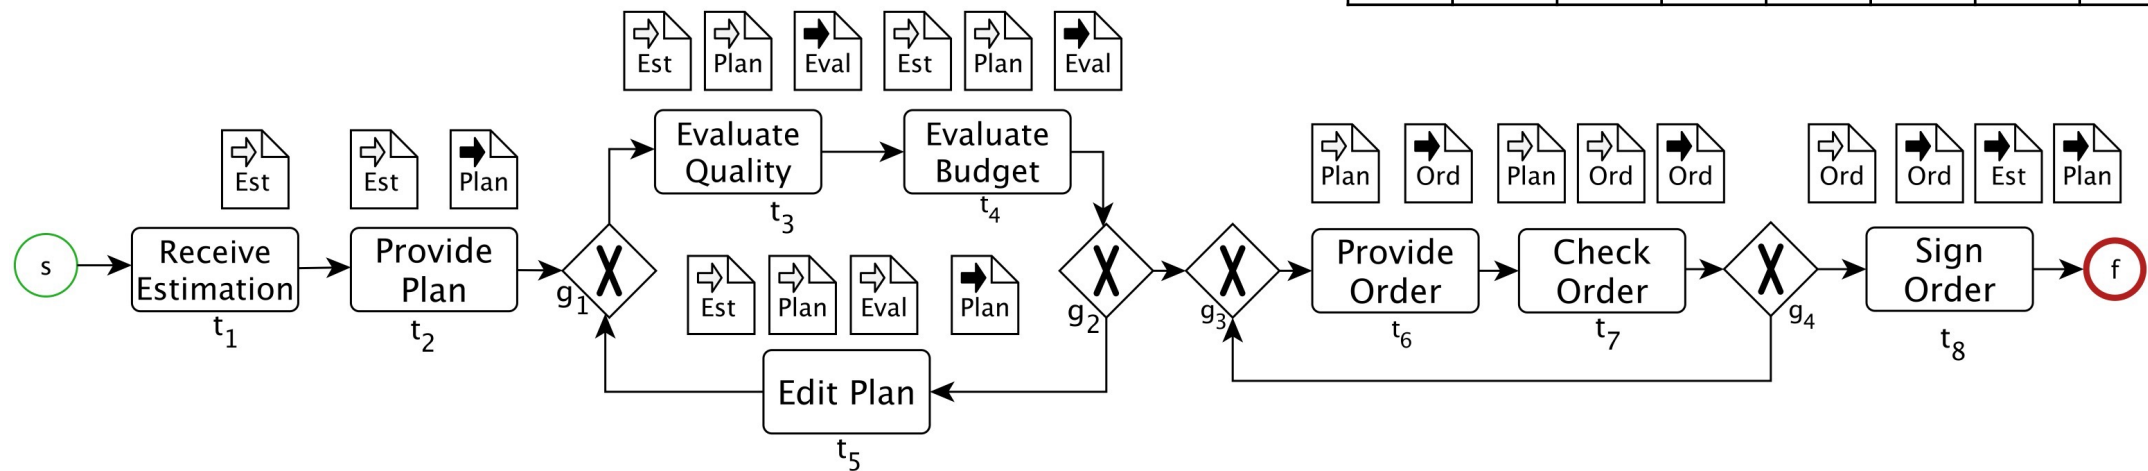 Est
Plan
Eval
Est
Plan
Eval
Est
Est
Plan
Evaluate
Quality
t3
Evaluate
Budget
t4
Plan
Ord
Plan
Ord
Ord
Ord
Ord
Est
Plan
s
Receive
Estimation
t1
Provide
Plan
t2
X
g1
Est
Plan
Eval
Plan
X
g2
X
g3
Provide
Order
t6
Check
Order
t7
X
g4
Sign
Order
t8
f
Edit Plan
t5